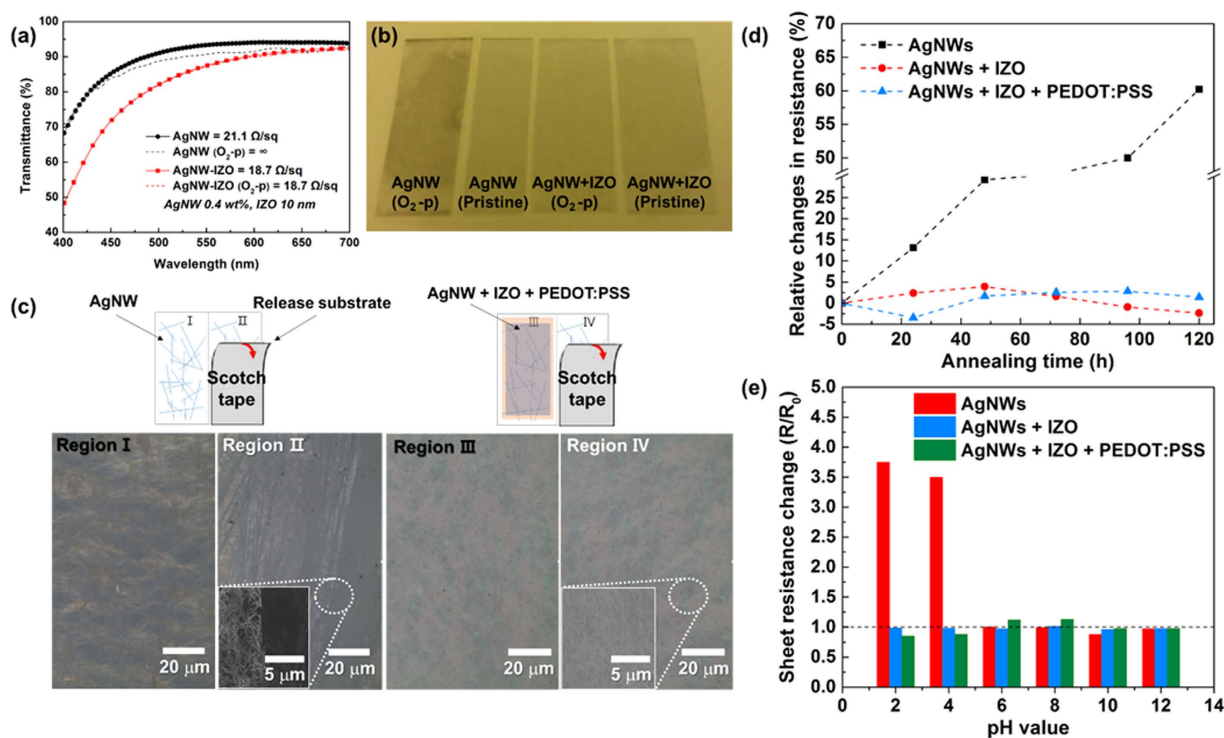 (a)
100
90
80
70
60
50
40
Transmittance (%)
AgNW = 21.1 Ω/sq
AgNW (O₂-p) = ∞
AgNW-IZO = 18.7 Ω/sq
AgNW-IZO (O₂-p) = 18.7 Ω/sq
AgNW 0.4 wt%, IZO 10 nm
400 450 500 550 600 650 700
Wavelength (nm)
(b)
AgNW AgNW AgNW+IZO AgNW+IZO
(O₂-p) (Pristine) (O₂-p) (Pristine)
(c)
AgNW
Release substrate
I II
Scotch
tape
AgNW + IZO + PEDOT:PSS
III IV
Scotch
tape
Region I
20 μm
Region II
5 μm
20 μm
Region III
20 μm
Region IV
5 μm
20 μm
(d)
Relative changes in resistance (%)
70
65
60
55
50
25
20
15
10
5
0
-5
AgNWs
AgNWs + IZO
AgNWs + IZO + PEDOT:PSS
0 20 40 60 80 100 120
Annealing time (h)
(e)
Sheet resistance change (R/R₀)
5.0
4.5
4.0
3.5
3.0
2.5
2.0
1.5
1.0
0.5
0.0
AgNWs
AgNWs + IZO
AgNWs + IZO + PEDOT:PSS
0 2 4 6 8 10 12 14
pH value